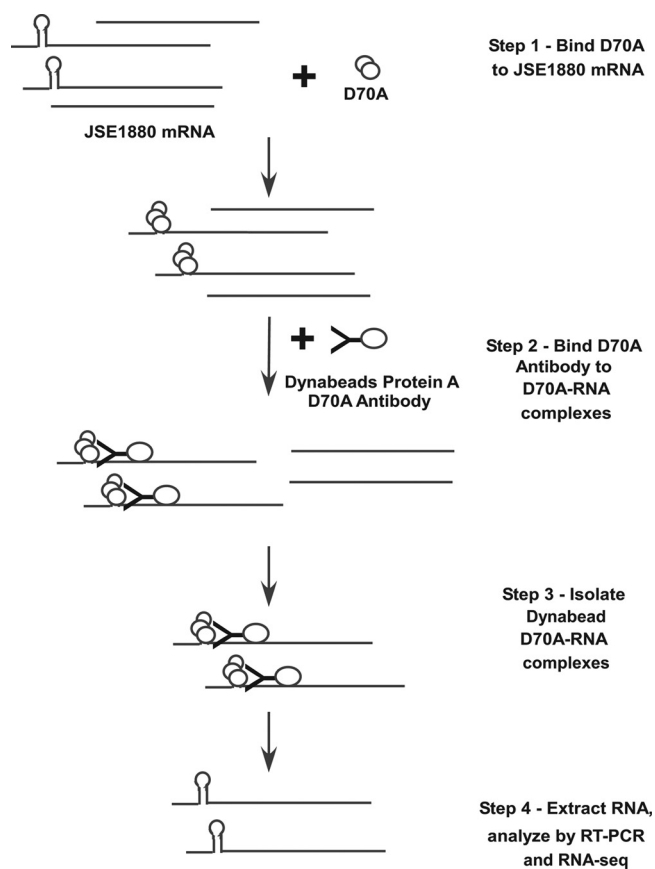 Step 1 - Bind D70A
to JSE1880 mRNA
D70A
JSE1880 mRNA
Step 2 - Bind D70A
Antibody to
D70A-RNA
complexes
Dynabeads Protein A
D70A Antibody
Step 3 - Isolate
Dynabead
D70A-RNA
complexes
Step 4 - Extract RNA,
analyze by RT-PCR
and RNA-seq